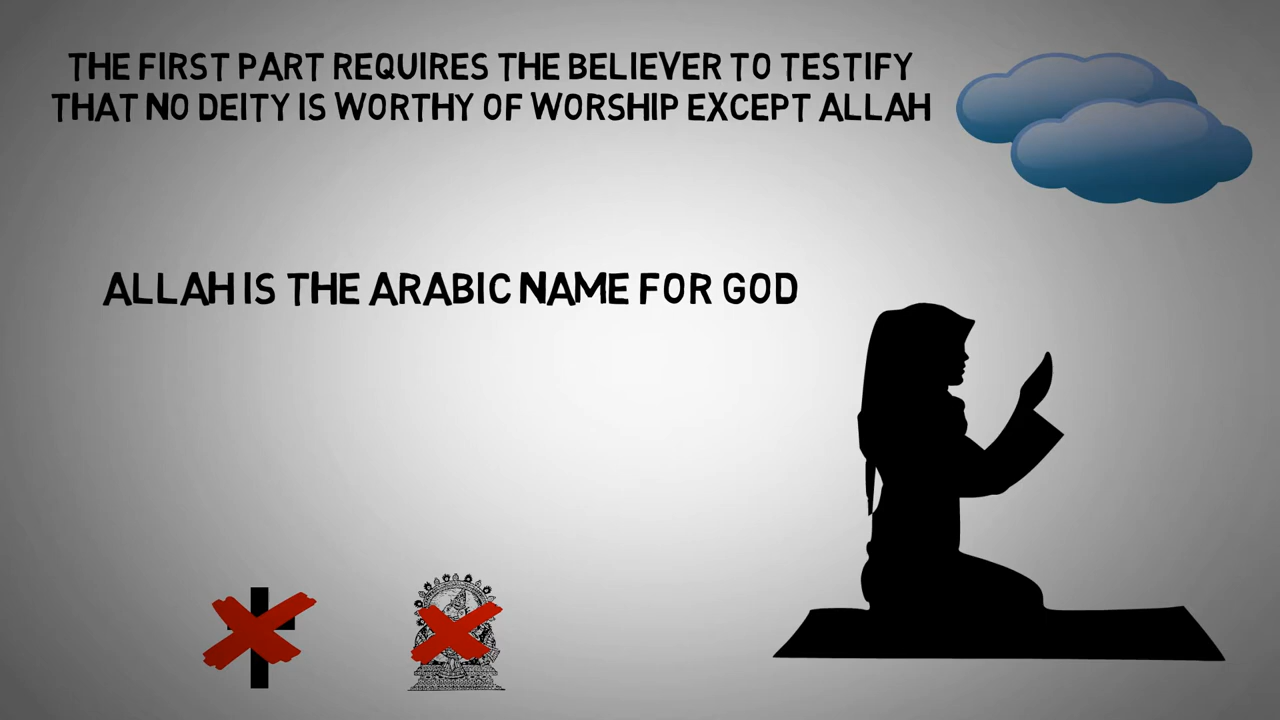 THE FIRST PART REQUIRES THE BELIEVER TO TESTIFY
THAT NO DEITY IS WORTHY OF WORSHIP EXCEPT ALLAH
ALLAH IS THE ARABIC NAME FOR GOD